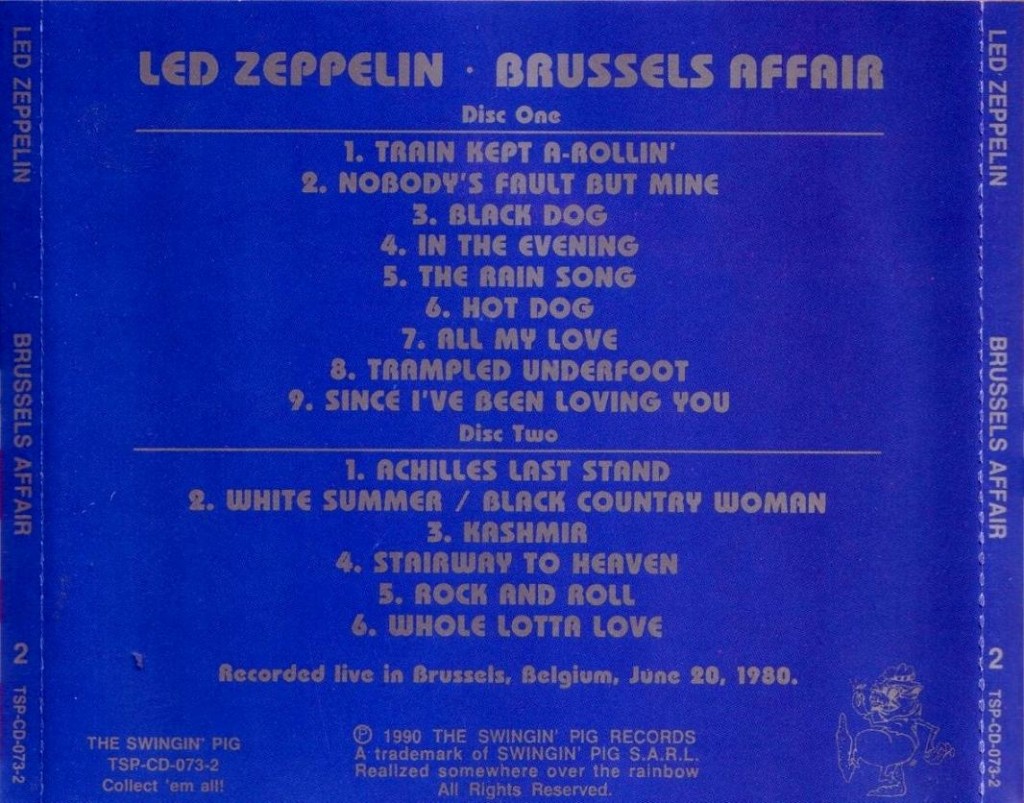 LED ZEPPELIN · BRUSSELS AFFAIR
Disc One
1. TRAIN KEPT A-ROLLIN'
2. NOBODY'S FAULT BUT MINE
3. BLACK DOG
4. IN THE EVENING
5. THE RAIN SONG
6. HOT DOG
7. ALL MY LOVE
8. TRAMPLED UNDERFOOT
9. SINCE I'VE BEEN LOVING YOU
Disc Two
1. ACHILLES LAST STAND
2. WHITE SUMMER / BLACK COUNTRY WOMAN
3. KASHMIR
4. STAIRWAY TO HEAVEN
5. ROCK AND ROLL
6. WHOLE LOTTA LOVE
Recorded live in Brussels, Belgium, June 20, 1980.
THE SWINGIN' PIG
TSP-CD-073-2
Collect 'em all!
℗ 1990 THE SWINGIN' PIG RECORDS
A trademark of SWINGIN' PIG S.A.R.L.
Realized somewhere over the rainbow
All Rights Reserved.
LED ZEPPELIN BRUSSELS AFFAIR 2 TSP-CD-073-2
LED ZEPPELIN BRUSSELS AFFAIR 2 TSP-CD-073-2